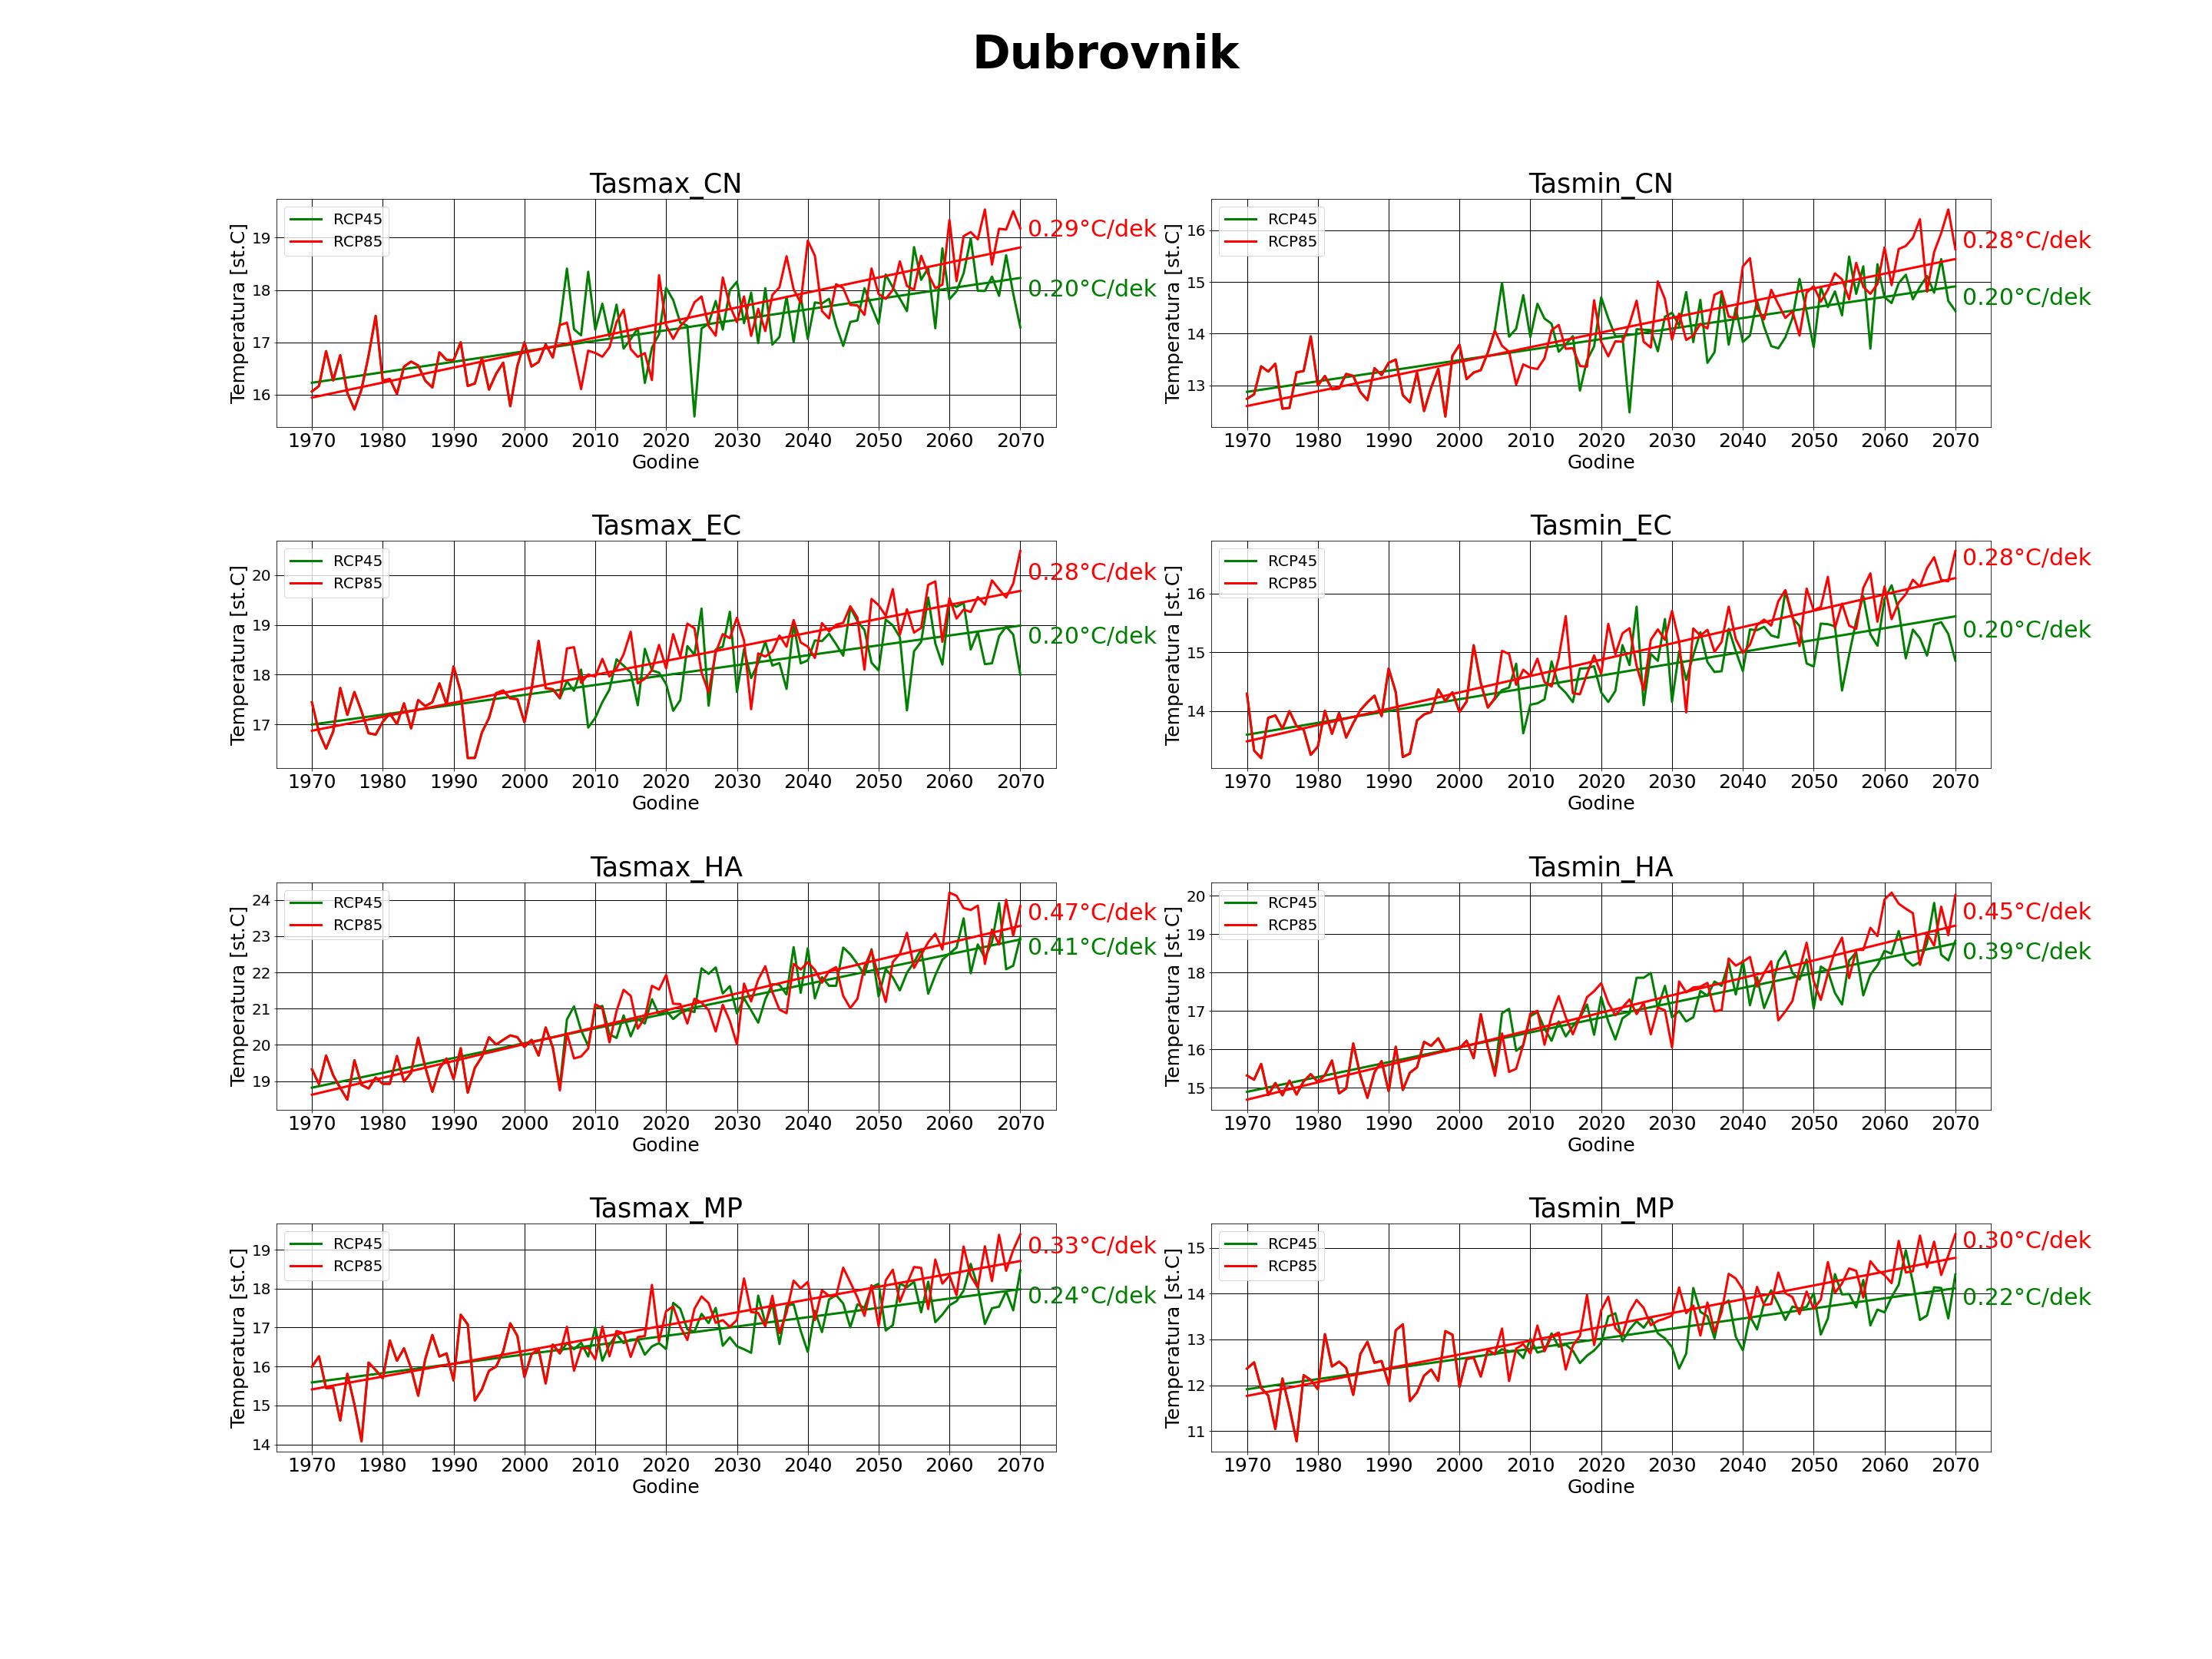 Dubrovnik
Tasmax_CN
Temperatura [st.C]
RCP45
RCP85
19
18
17
16
1970 1980 1990 2000 2010 2020 2030 2040 2050 2060 2070
Godine
0.29°C/dek
0.20°C/dek
Tasmin_CN
Temperatura [st.C]
RCP45
RCP85
16
15
14
13
1970 1980 1990 2000 2010 2020 2030 2040 2050 2060 2070
Godine
0.28°C/dek
0.20°C/dek
Tasmax_EC
Temperatura [st.C]
RCP45
RCP85
20
19
18
17
1970 1980 1990 2000 2010 2020 2030 2040 2050 2060 2070
Godine
0.28°C/dek
0.20°C/dek
Tasmin_EC
Temperatura [st.C]
RCP45
RCP85
16
15
14
1970 1980 1990 2000 2010 2020 2030 2040 2050 2060 2070
Godine
0.28°C/dek
0.20°C/dek
Tasmax_HA
Temperatura [st.C]
RCP45
RCP85
24
23
22
21
20
19
1970 1980 1990 2000 2010 2020 2030 2040 2050 2060 2070
Godine
0.47°C/dek
0.41°C/dek
Tasmin_HA
Temperatura [st.C]
RCP45
RCP85
20
19
18
17
16
15
1970 1980 1990 2000 2010 2020 2030 2040 2050 2060 2070
Godine
0.45°C/dek
0.39°C/dek
Tasmax_MP
Temperatura [st.C]
RCP45
RCP85
19
18
17
16
15
14
1970 1980 1990 2000 2010 2020 2030 2040 2050 2060 2070
Godine
0.33°C/dek
0.24°C/dek
Tasmin_MP
Temperatura [st.C]
RCP45
RCP85
15
14
13
12
11
1970 1980 1990 2000 2010 2020 2030 2040 2050 2060 2070
Godine
0.30°C/dek
0.22°C/dek